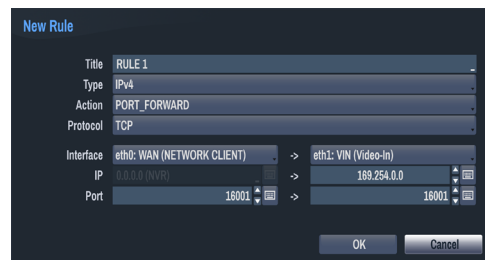 New Rule
Title RULE 1
Type IPv4
Action PORT_FORWARD
Protocol TCP
Interface eth0: WAN (NETWORK CLIENT) -> eth1: VIN (Video-In)
IP 0.0.0.0 (NVR) -> 169.254.0.0
Port 16001 -> 16001
OK Cancel